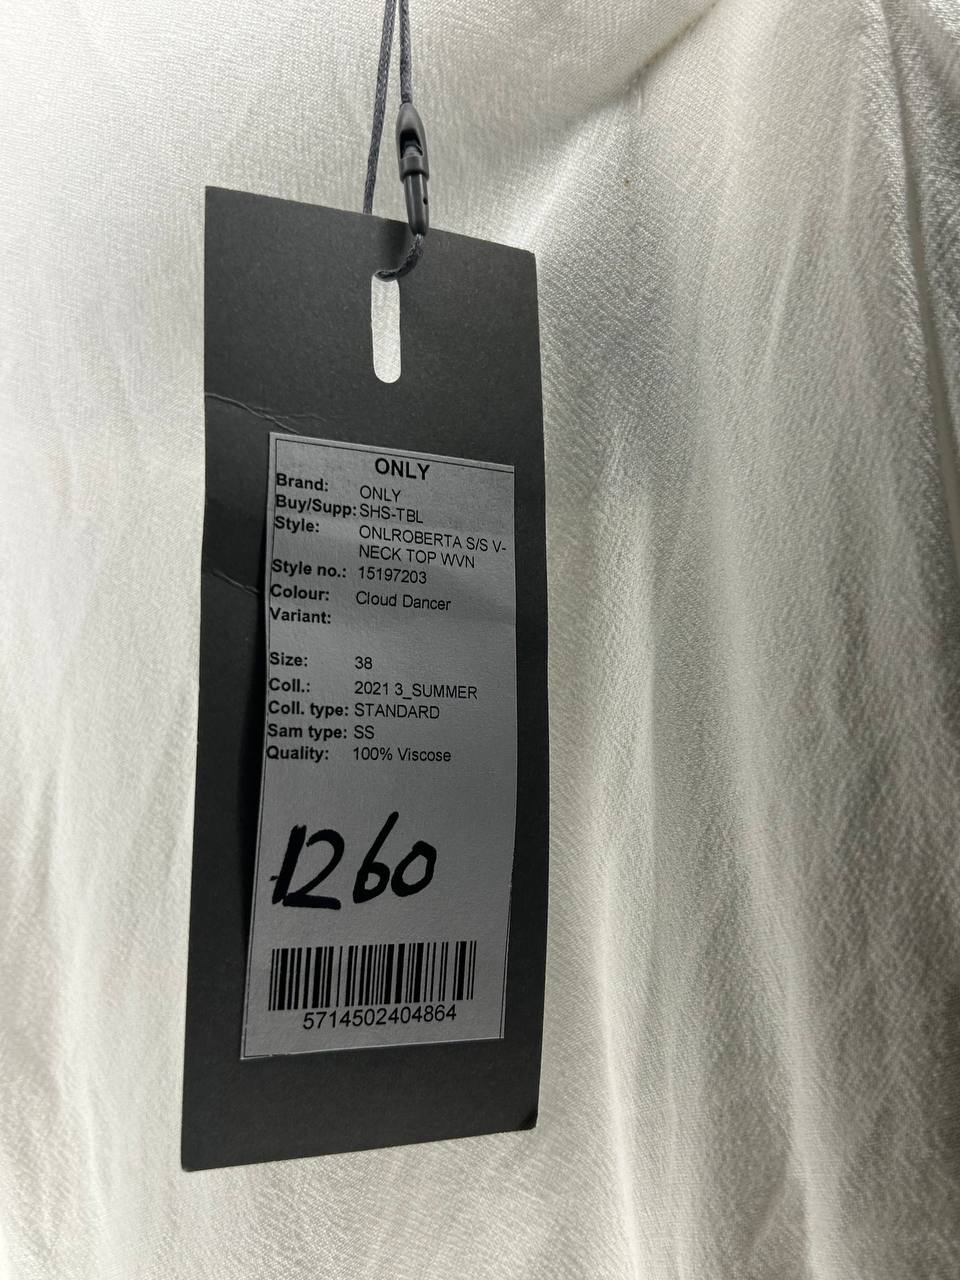 ONLY
Brand: ONLY
Buy/Supp: SHS-TBL
Style: ONLROBERTA S/S V-
NECK TOP WVN
Style no.: 15197203
Colour: Cloud Dancer
Variant:
Size: 38
Coll.: 2021 3_SUMMER
Coll. type: STANDARD
Sam type: SS
Quality: 100% Viscose
1260
5714502404864